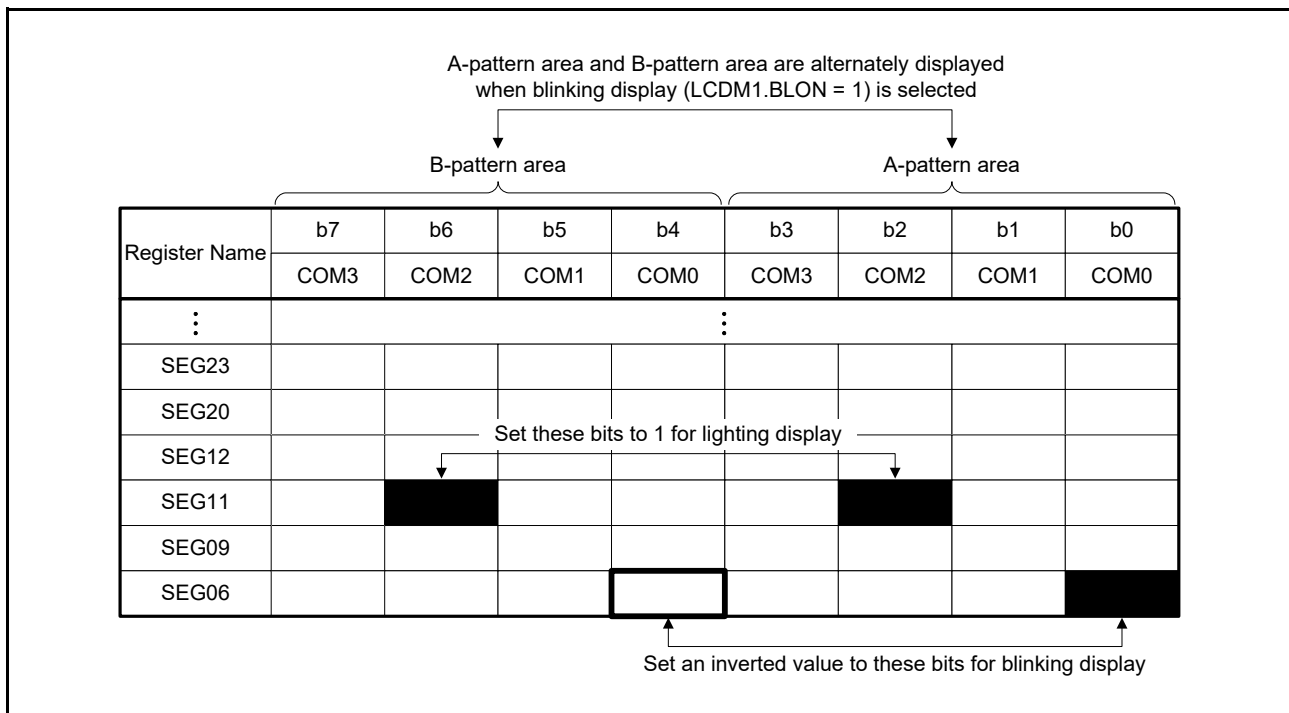 A-pattern area and B-pattern area are alternately displayed
when blinking display (LCDM1.BLON = 1) is selected
B-pattern area A-pattern area
Register Name b7 b6 b5 b4 b3 b2 b1 b0
COM3 COM2 COM1 COM0 COM3 COM2 COM1 COM0
SEG23
SEG20
Set these bits to 1 for lighting display
SEG12
SEG11
SEG09
SEG06
Set an inverted value to these bits for blinking display